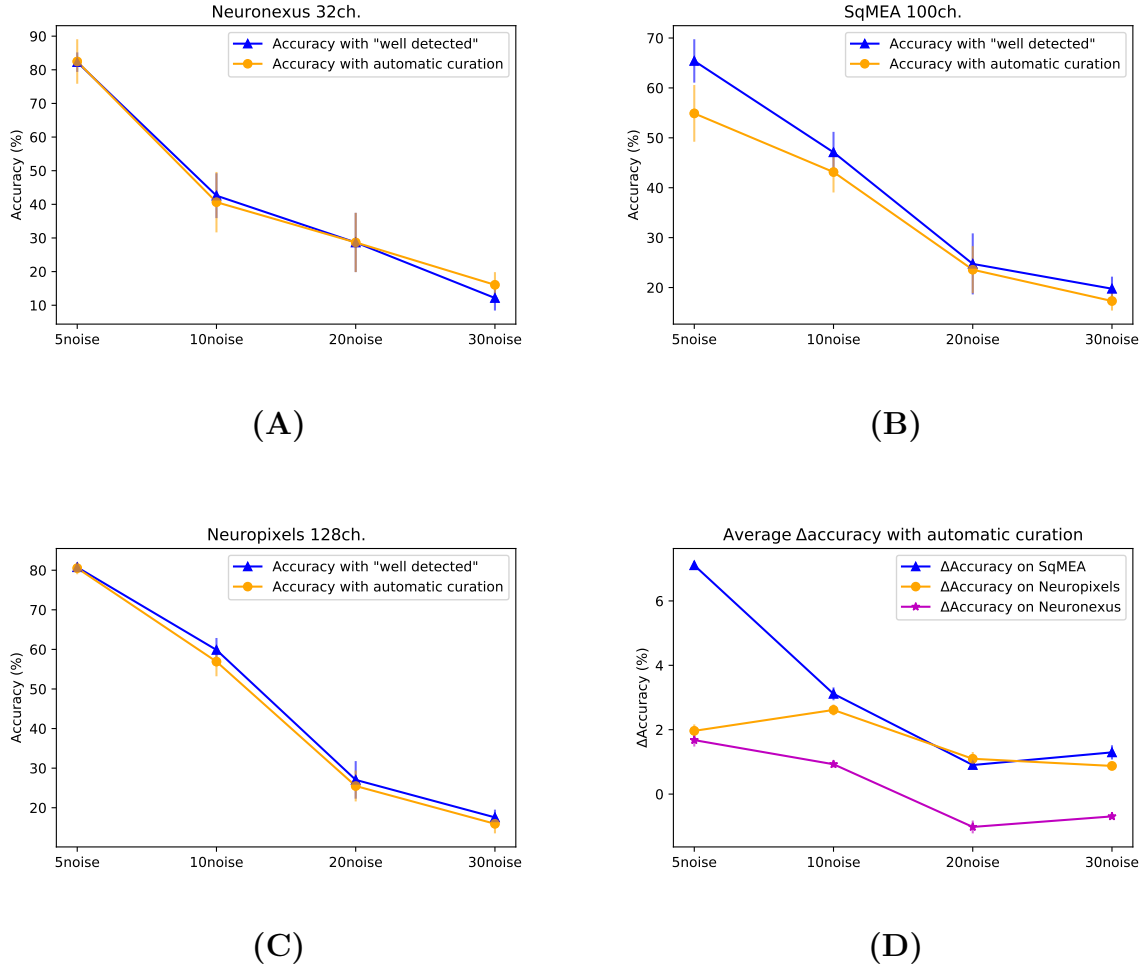 Neuronexus 32ch.
Accuracy with "well detected"
Accuracy with automatic curation
Accuracy (%)
90
80
70
60
50
40
30
20
10
5noise 10noise 20noise 30noise
(A)
SqMEA 100ch.
Accuracy with "well detected"
Accuracy with automatic curation
Accuracy (%)
70
60
50
40
30
20
5noise 10noise 20noise 30noise
(B)
Neuropixels 128ch.
Accuracy with "well detected"
Accuracy with automatic curation
Accuracy (%)
80
70
60
50
40
30
20
5noise 10noise 20noise 30noise
(C)
Average Δaccuracy with automatic curation
ΔAccuracy on SqMEA
ΔAccuracy on Neuropixels
ΔAccuracy on Neuronexus
ΔAccuracy (%)
6
4
2
0
5noise 10noise 20noise 30noise
(D)